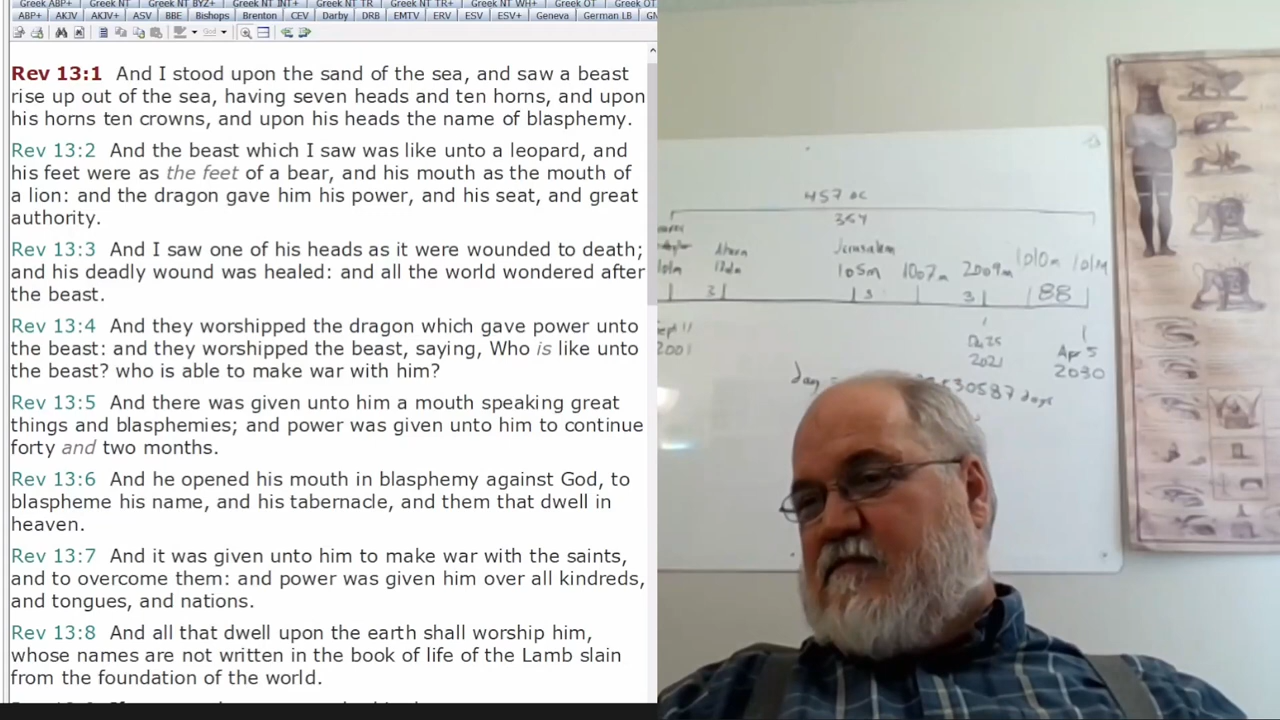 Greek ABP+ Greek NT Greek NT BYZ+ Greek NT INT+ Greek NT TR Greek NT TR+ Greek NT WH+ Greek OT Greek OT
ABP+ AKJV AKJV+ ASV BBE Bishops Brenton CEV Darby DRB EMTV ERV ESV ESV+ Geneva German LB
Rev 13:1 And I stood upon the sand of the sea, and saw a beast
rise up out of the sea, having seven heads and ten horns, and upon
his horns ten crowns, and upon his heads the name of blasphemy.
Rev 13:2 And the beast which I saw was like unto a leopard, and
his feet were as the feet of a bear, and his mouth as the mouth of
a lion: and the dragon gave him his power, and his seat, and great
authority.
Rev 13:3 And I saw one of his heads as it were wounded to death;
and his deadly wound was healed: and all the world wondered after
the beast.
Rev 13:4 And they worshipped the dragon which gave power unto
the beast: and they worshipped the beast, saying, Who is like unto
the beast? who is able to make war with him?
Rev 13:5 And there was given unto him a mouth speaking great
things and blasphemies; and power was given unto him to continue
forty and two months.
Rev 13:6 And he opened his mouth in blasphemy against God, to
blaspheme his name, and his tabernacle, and them that dwell in
heaven.
Rev 13:7 And it was given unto him to make war with the saints,
and to overcome them: and power was given him over all kindreds,
and tongues, and nations.
Rev 13:8 And all that dwell upon the earth shall worship him,
whose names are not written in the book of life of the Lamb slain
from the foundation of the world.
457 BC
364
Jerusalem
105m 1007m 2009m 1010m
3 3 3 88
2001
2021
Apr 5
2030
day 530587 days